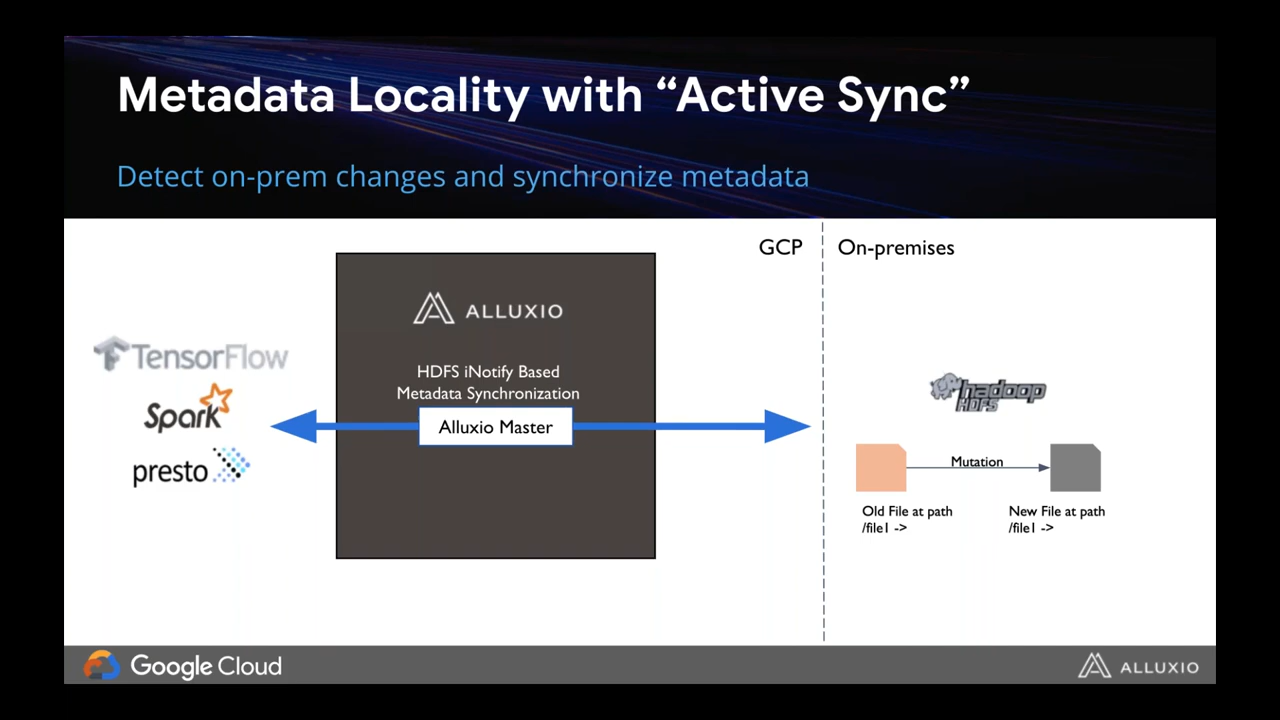 Metadata Locality with “Active Sync”
Detect on-prem changes and synchronize metadata
GCP
On-premises
ALLUXIO
HDFS iNotify Based
Metadata Synchronization
Alluxio Master
TensorFlow
Spark
presto
hadoop
HDFS
Mutation
Old File at path
/file1 ->
New File at path
/file1 ->
Google Cloud
ALLUXIO